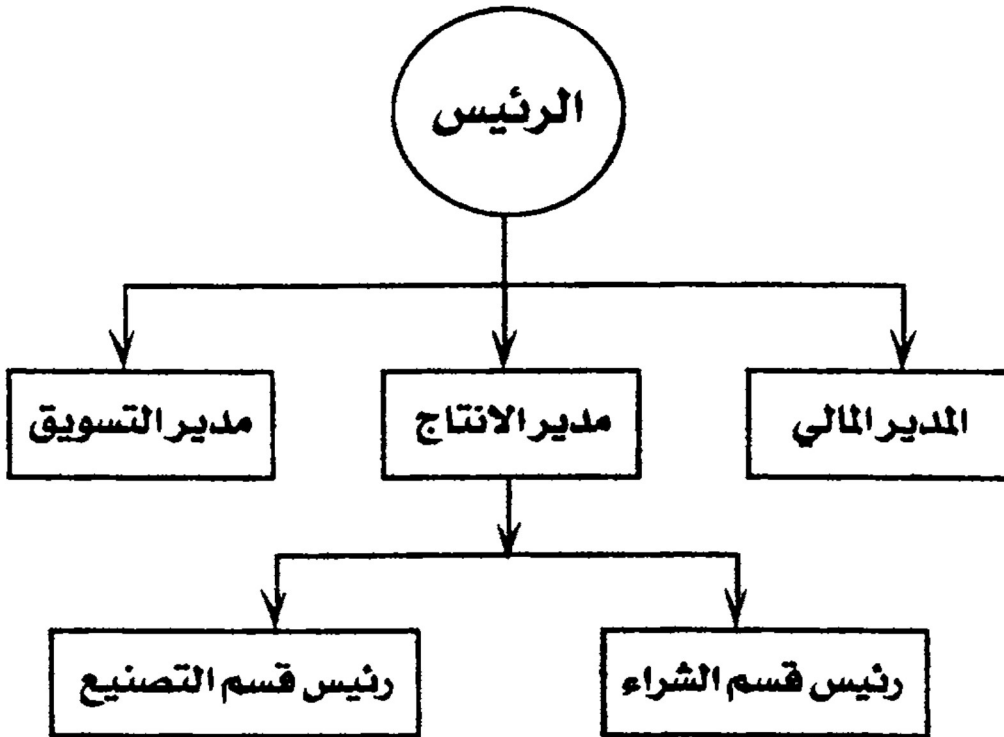 الرئيس
المدير المالي
مدير الانتاج
مدير التسويق
رئيس قسم الشراء
رئيس قسم التصنيع